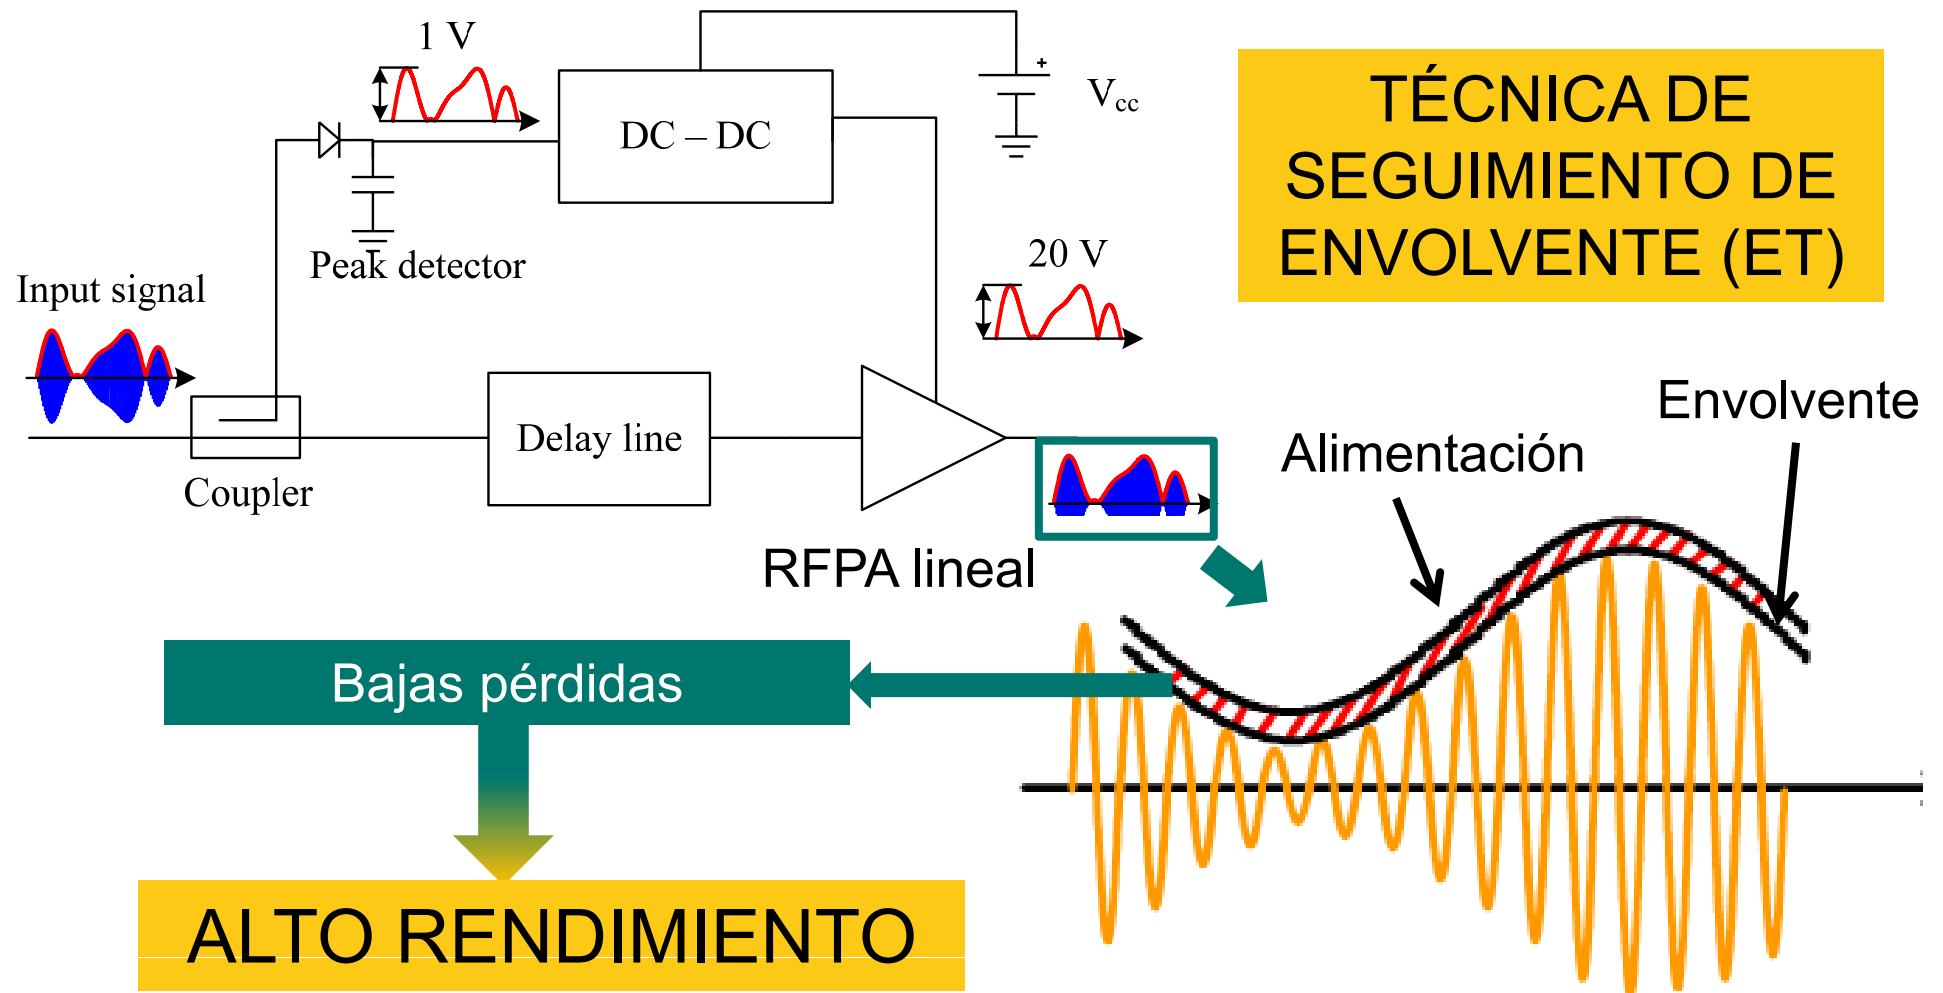 1 V
DC – DC
Vcc
+
TÉCNICA DE
SEGUIMIENTO DE
ENVOLVENTE (ET)
Peak detector
20 V
Input signal
Delay line
Coupler
Envolvente
Alimentación
RFPA lineal
Bajas pérdidas
ALTO RENDIMIENTO